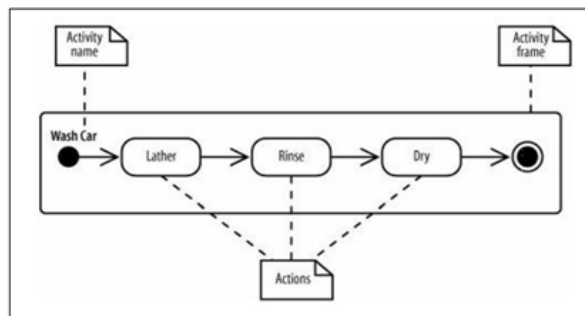 Activity
name
Activity
frame
Wash Car
Lather
Rinse
Dry
Actions